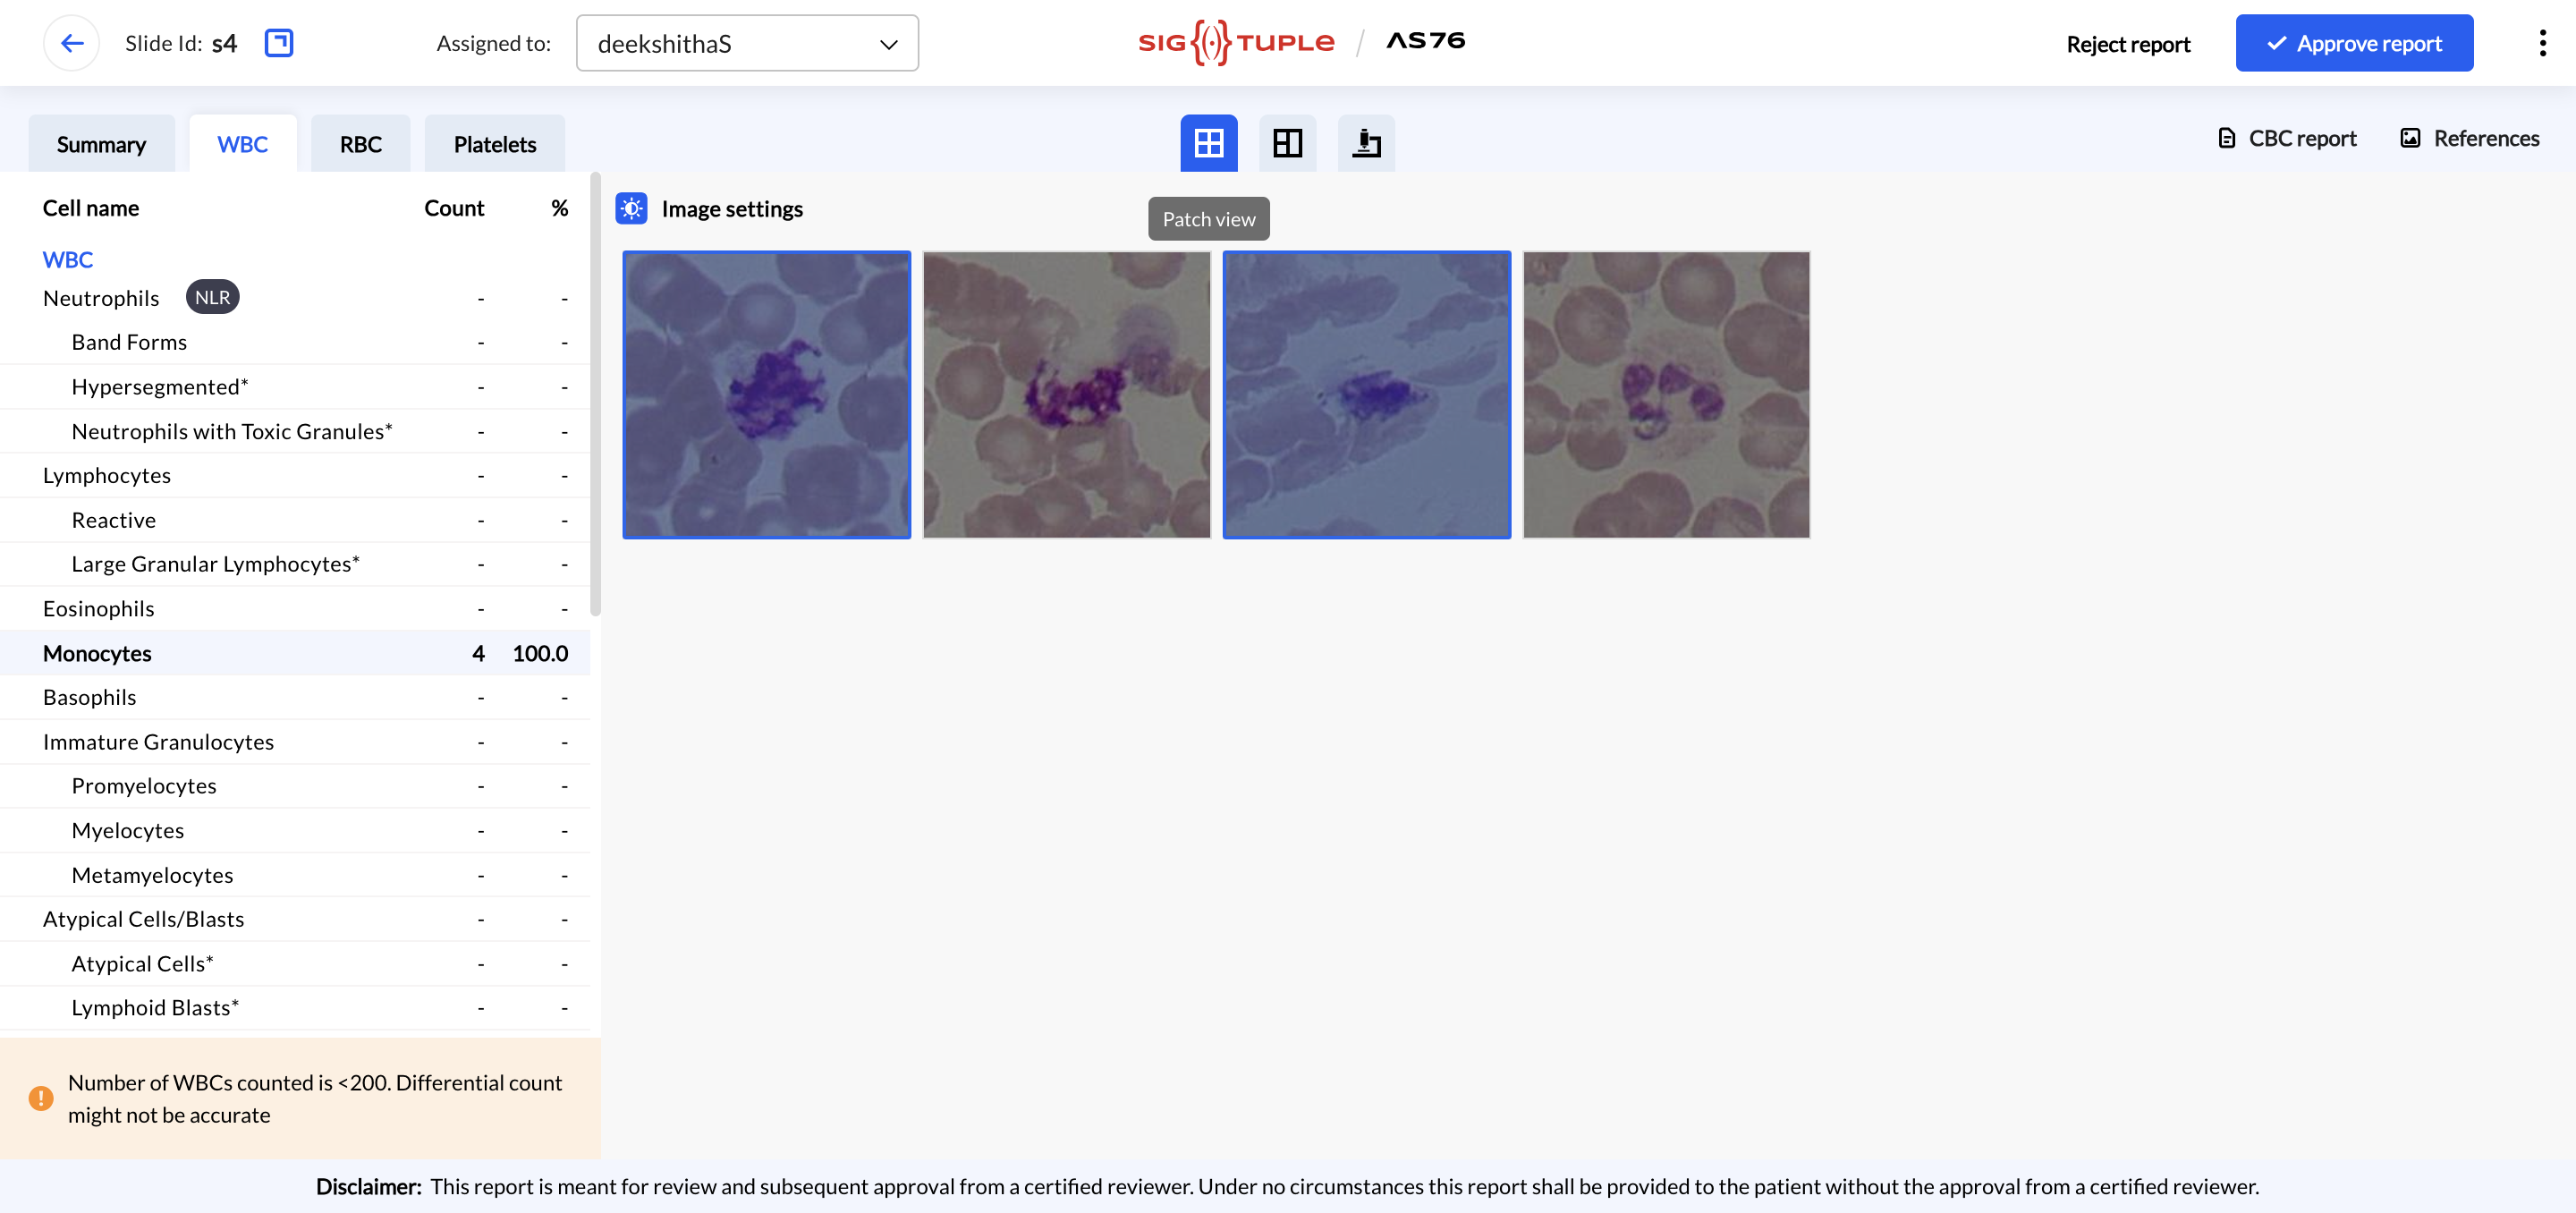 Slide Id: s4
Assigned to: deekshithaS
SIG TUPLE / AS76
Reject report
Approve report
Summary
WBC
RBC
Platelets
CBC report
References
Cell name Count %
WBC
Neutrophils NLR - -
Band Forms - -
Hypersegmented* - -
Neutrophils with Toxic Granules* - -
Lymphocytes - -
Reactive - -
Large Granular Lymphocytes* - -
Eosinophils - -
Monocytes 4 100.0
Basophils - -
Immature Granulocytes - -
Promyelocytes - -
Myelocytes - -
Metamyelocytes - -
Atypical Cells/Blasts - -
Atypical Cells* - -
Lymphoid Blasts* - -
Number of WBCs counted is <200. Differential count
might not be accurate
Image settings
Patch view
Disclaimer: This report is meant for review and subsequent approval from a certified reviewer. Under no circumstances this report shall be provided to the patient without the approval from a certified reviewer.